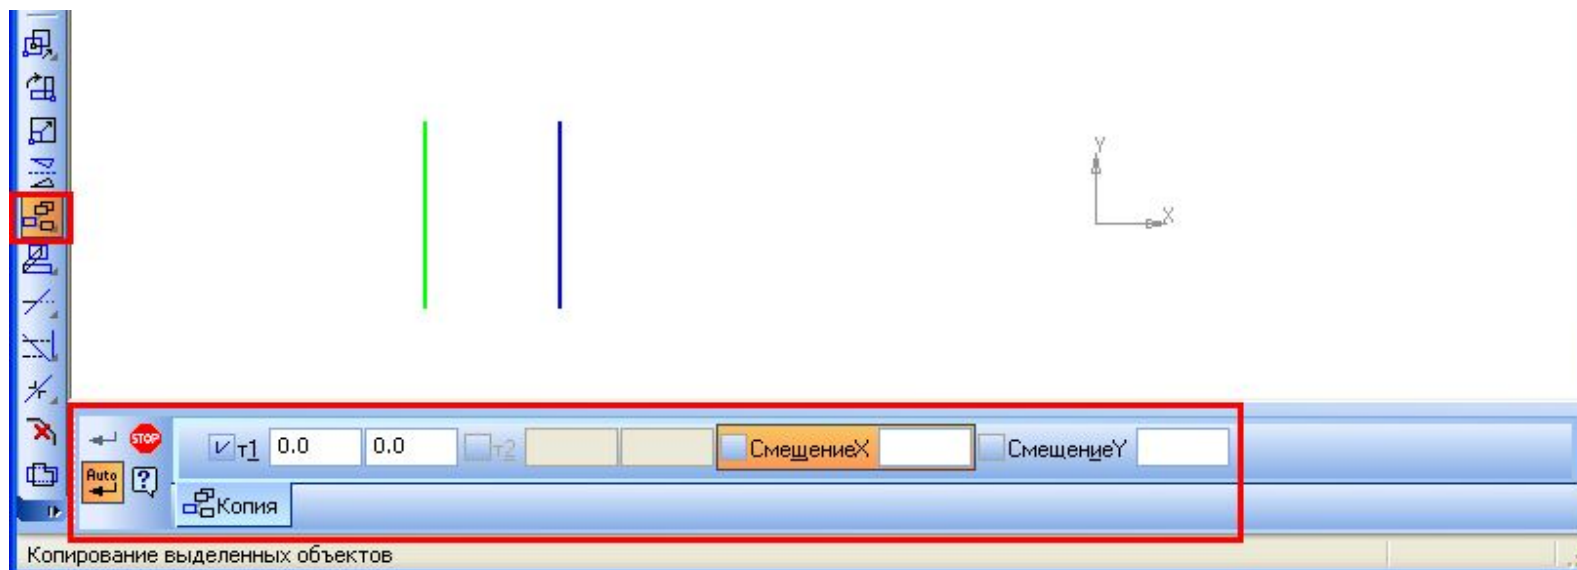 Y
X
STOP
т1 0.0 0.0 т2 СмещениеX СмещениеY
Auto
?
Копия
Копирование выделенных объектов